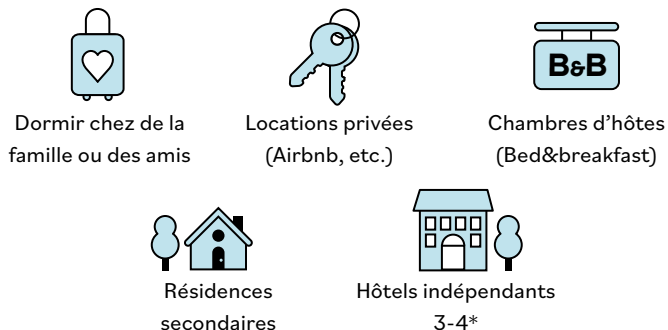 B&B
Dormir chez de la
famille ou des amis
Locations privées
(Airbnb, etc.)
Chambres d’hôtes
(Bed&breakfast)
Résidences
secondaires
Hôtels indépendants
3-4*